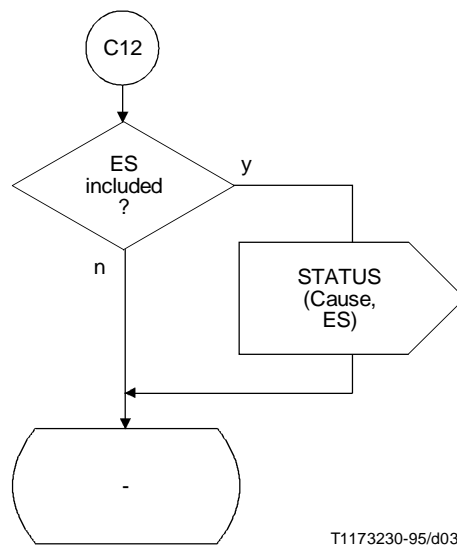 C12
ES
included
?
y
n
STATUS
(Cause,
ES)
-
T1173230-95/d03